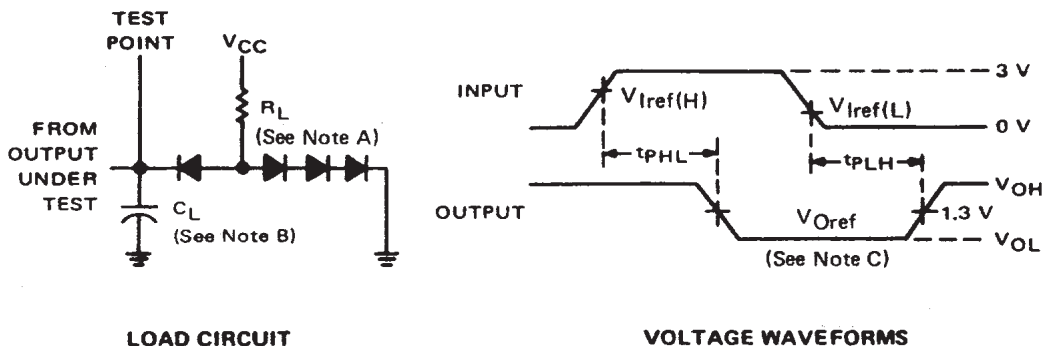 TEST
POINT
VCC
RL
(See Note A)
FROM
OUTPUT
UNDER
TEST
CL
(See Note B)
LOAD CIRCUIT
INPUT
VIref(H)
VIref(L)
3 V
0 V
tPHL
tPLH
OUTPUT
VOref
(See Note C)
VOH
1.3 V
VOL
VOLTAGE WAVEFORMS